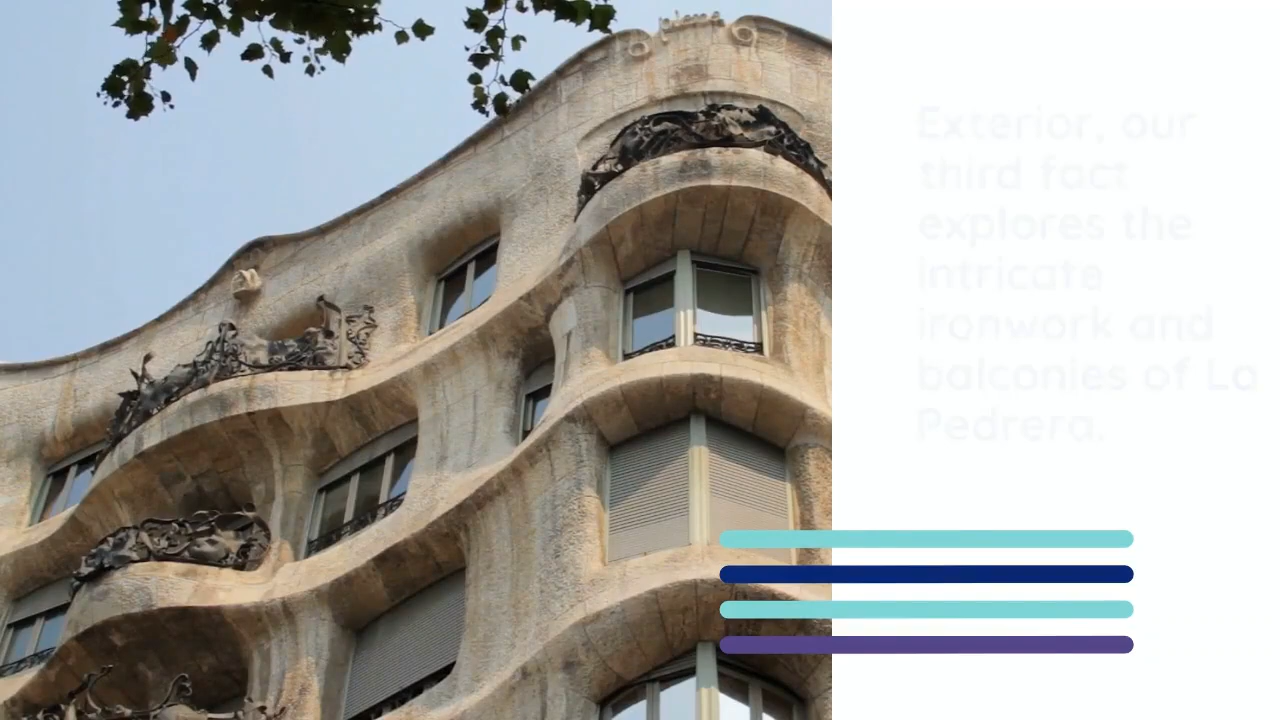 Exterior, our
third fact
explores the
intricate
ironwork and
balconies of La
Pedrera.